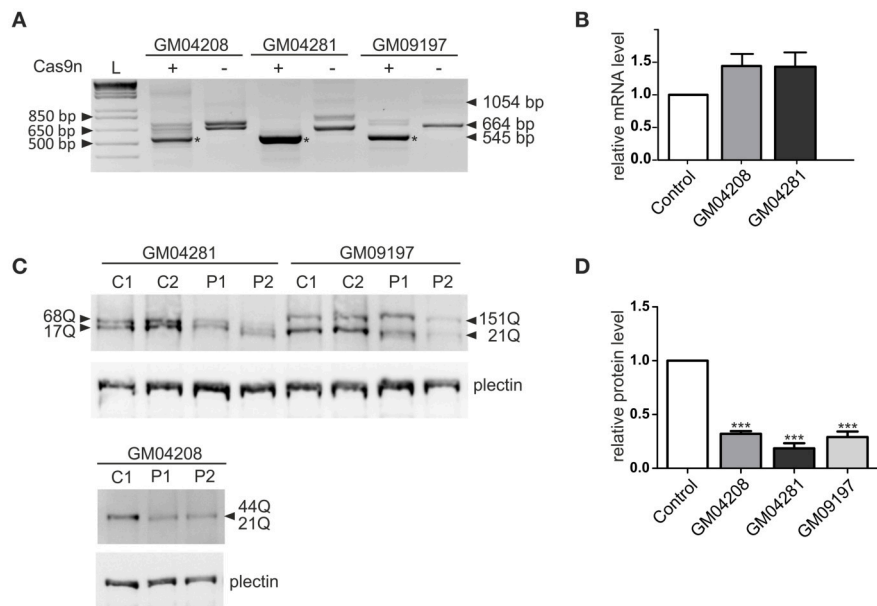 A
GM04208 GM04281 GM09197
Cas9n L + - + - + -
850 bp
650 bp
500 bp
1054 bp
664 bp
545 bp
* * *
B
relative mRNA level
2.0
1.5
1.0
0.5
0.0
Control
GM04208
GM04281
C
GM04281 GM09197
C1 C2 P1 P2 C1 C2 P1 P2
68Q
17Q
151Q
21Q
plectin
GM04208
C1 P1 P2
44Q
21Q
plectin
D
relative protein level
1.5
1.0
0.5
0.0
*** *** ***
Control
GM04208
GM04281
GM09197